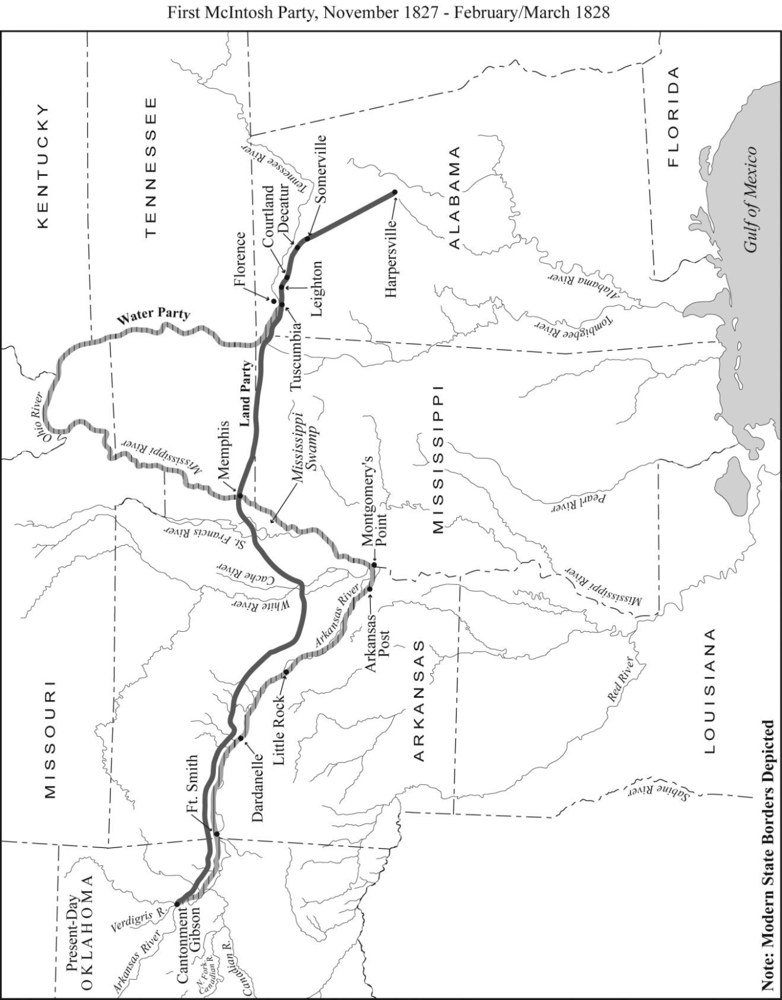 First McIntosh Party, November 1827 - February/March 1828
KENTUCKY
TENNESSEE
ALABAMA
FLORIDA
Gulf of Mexico
Tennessee River
Somerville
Decatur
Courtland
Florence
Leighton
Harpersville
Tuscumbia
Water Party
Land Party
Alabama River
Tombigbee River
Ohio River
Mississippi River
Memphis
Mississippi
Swamp
MISSISSIPPI
Montgomery's
Point
Pearl River
St. Francis River
Cache River
White River
Arkansas River
Mississippi River
Arkansas
Post
MISSOURI
ARKANSAS
LOUISIANA
Red River
Little Rock
Dardanelle
Ft. Smith
Sabine River
Present-Day
OKLAHOMA
Verdigris R.
Arkansas River
Cantonment
Gibson
N. Fork
Canadian R.
Canadian R.
Note: Modern State Borders Depicted